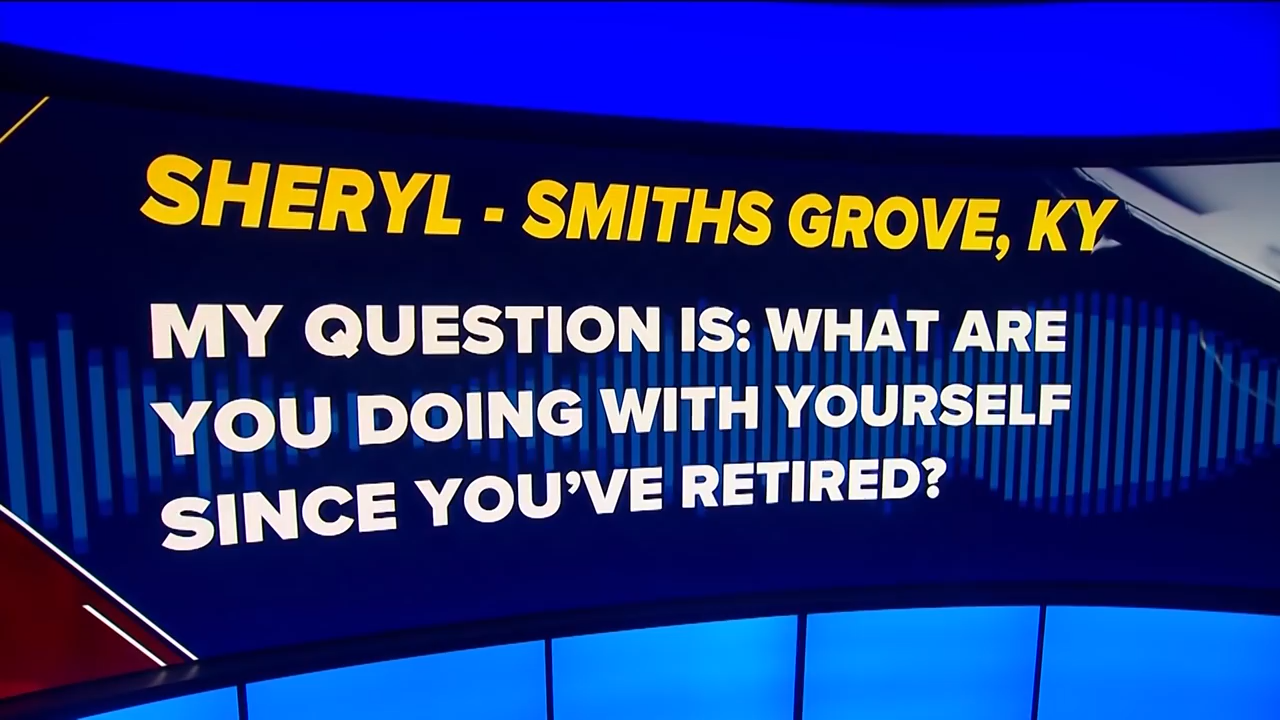 SHERYL - SMITHS GROVE, KY
MY QUESTION IS: WHAT ARE
YOU DOING WITH YOURSELF
SINCE YOU'VE RETIRED?